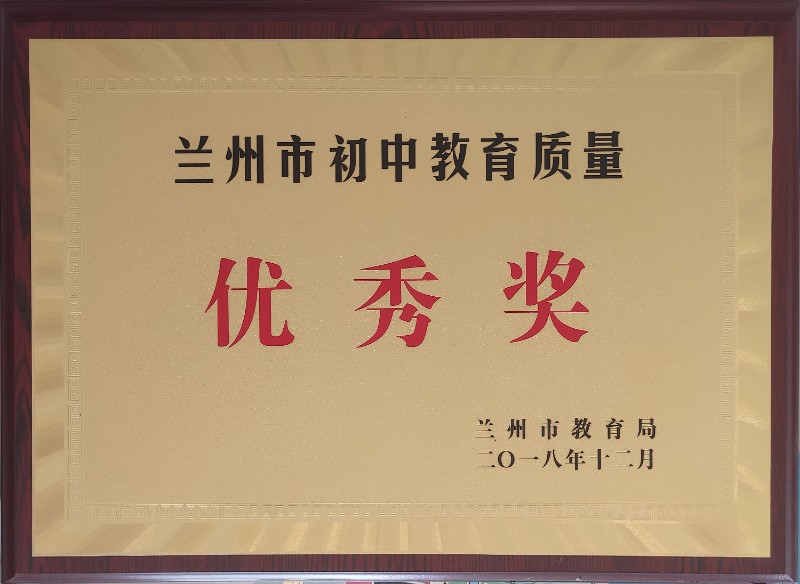 兰州市初中教育质量
优秀奖
兰州市教育局
二〇一八年十二月